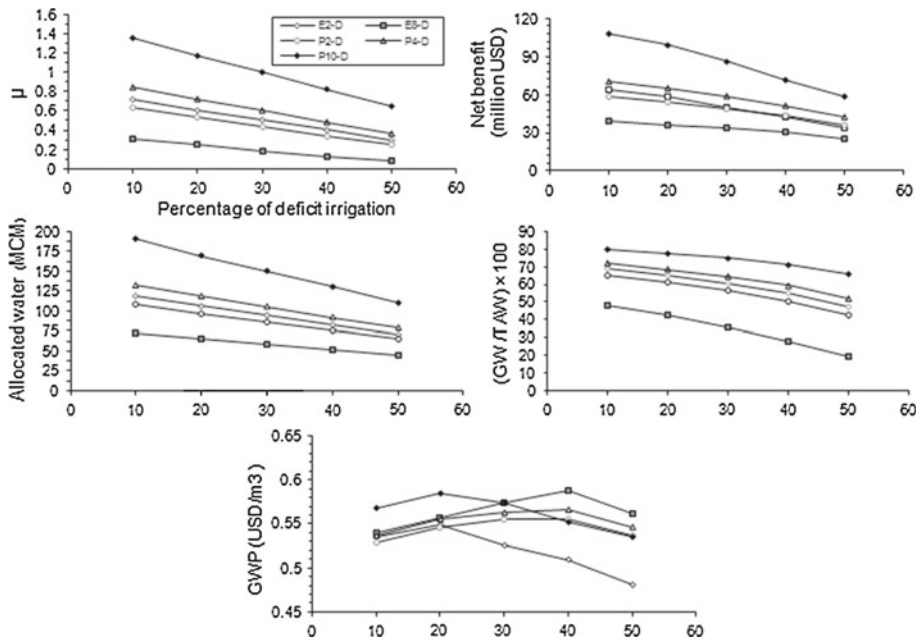 E2-D E8-D
P2-D P4-D
P10-D
μ
1.6
1.4
1.2
1
0.8
0.6
0.4
0.2
0
0 10 20 30 40 50 60
Percentage of deficit irrigation
Net benefit
(million USD)
120
90
60
30
0
0 10 20 30 40 50 60
Allocated water (MCM)
200
175
150
125
100
75
50
25
0
0 10 20 30 40 50 60
(GW /TAW) ×100
90
80
70
60
50
40
30
20
10
0
0 10 20 30 40 50 60
GWP (USD/m3)
0.65
0.6
0.55
0.5
0.45
0 10 20 30 40 50 60